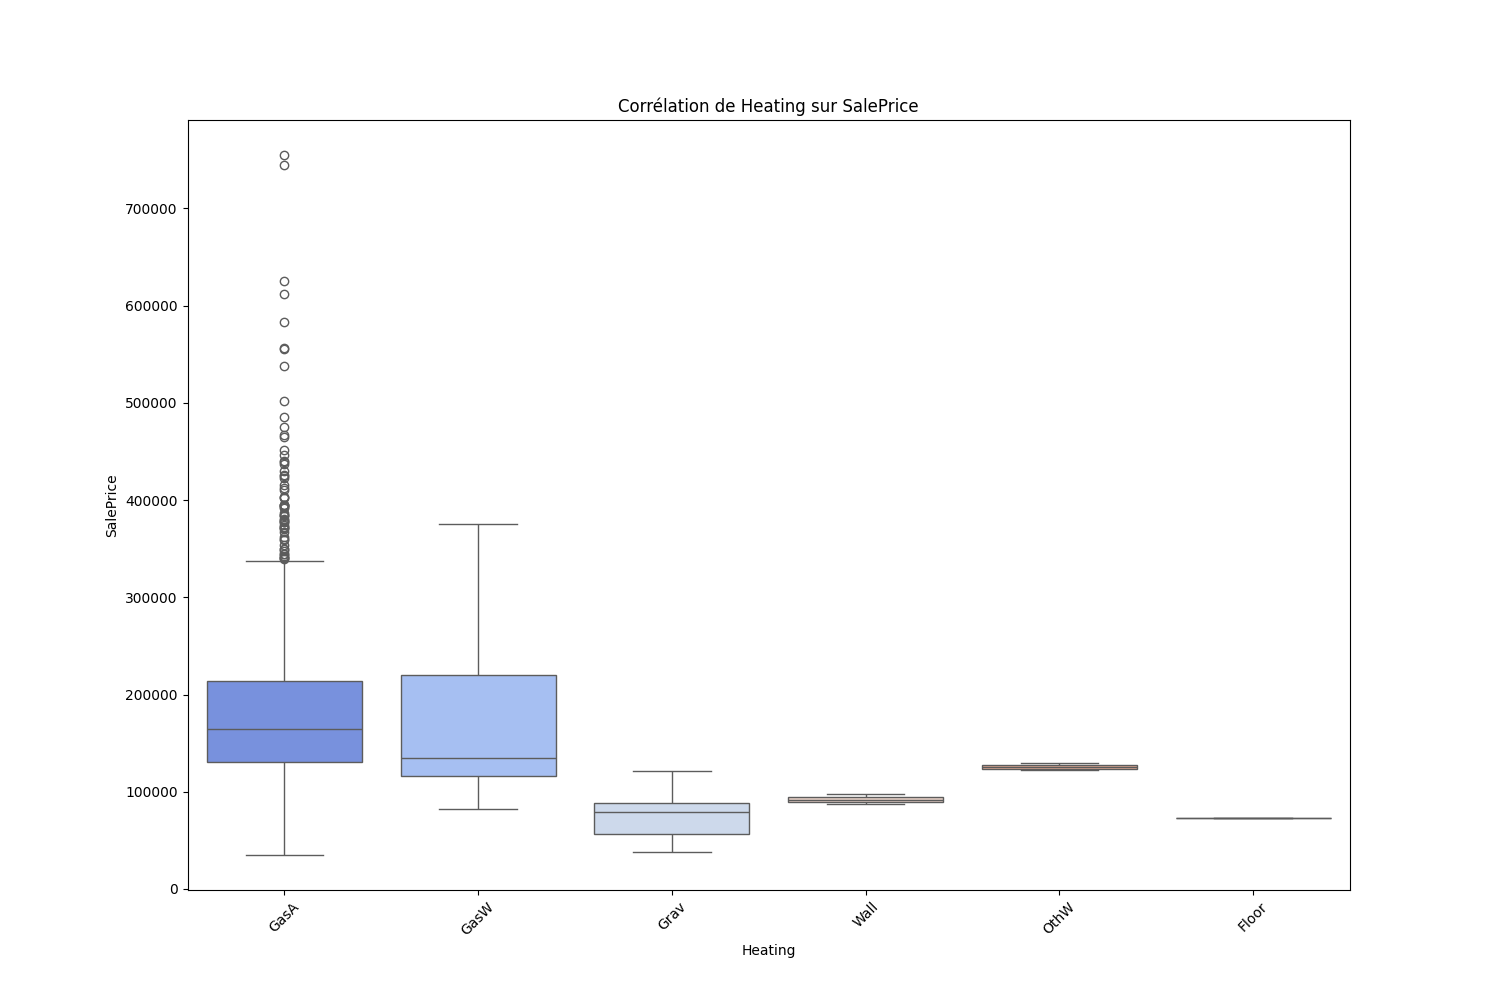 Corrélation de Heating sur SalePrice
700000
600000
500000
400000
300000
200000
100000
0
SalePrice
GasA
GasW
Grav
Wall
OthW
Floor
Heating